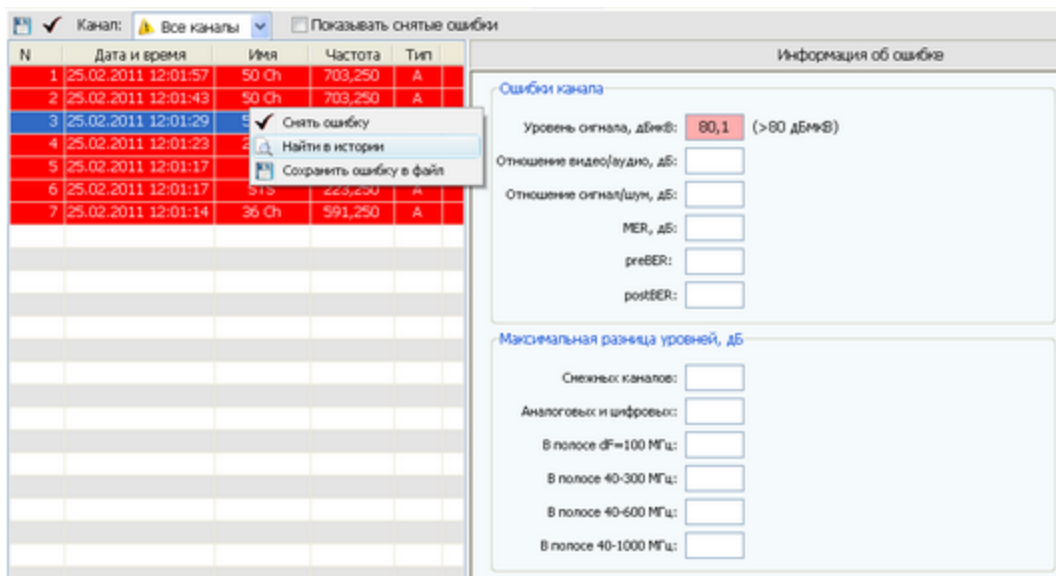 Канал: Все каналы Показывать снятые ошибки
N Дата и время Имя Частота Тип Информация об ошибке
1 25.02.2011 12:01:57 50 Ch 703,250 A
2 25.02.2011 12:01:43 50 Ch 703,250 A
3 25.02.2011 12:01:29
4 25.02.2011 12:01:23
5 25.02.2011 12:01:17
6 25.02.2011 12:01:17 STS 223,250 A
7 25.02.2011 12:01:14 36 Ch 591,250 A
Снять ошибку
Найти в истории
Сохранить ошибку в файл
Ошибки канала
Уровень сигнала, дБмкВ: 80,1 (>80 дБмкВ)
Отношение видео/аудио, дБ:
Отношение сигнал/шум, дБ:
MER, дБ:
preBER:
postBER:
Максимальная разница уровней, дБ
Смежных каналов:
Аналоговых и цифровых:
В полосе dF=100 МГц:
В полосе 40-300 МГц:
В полосе 40-600 МГц:
В полосе 40-1000 МГц: